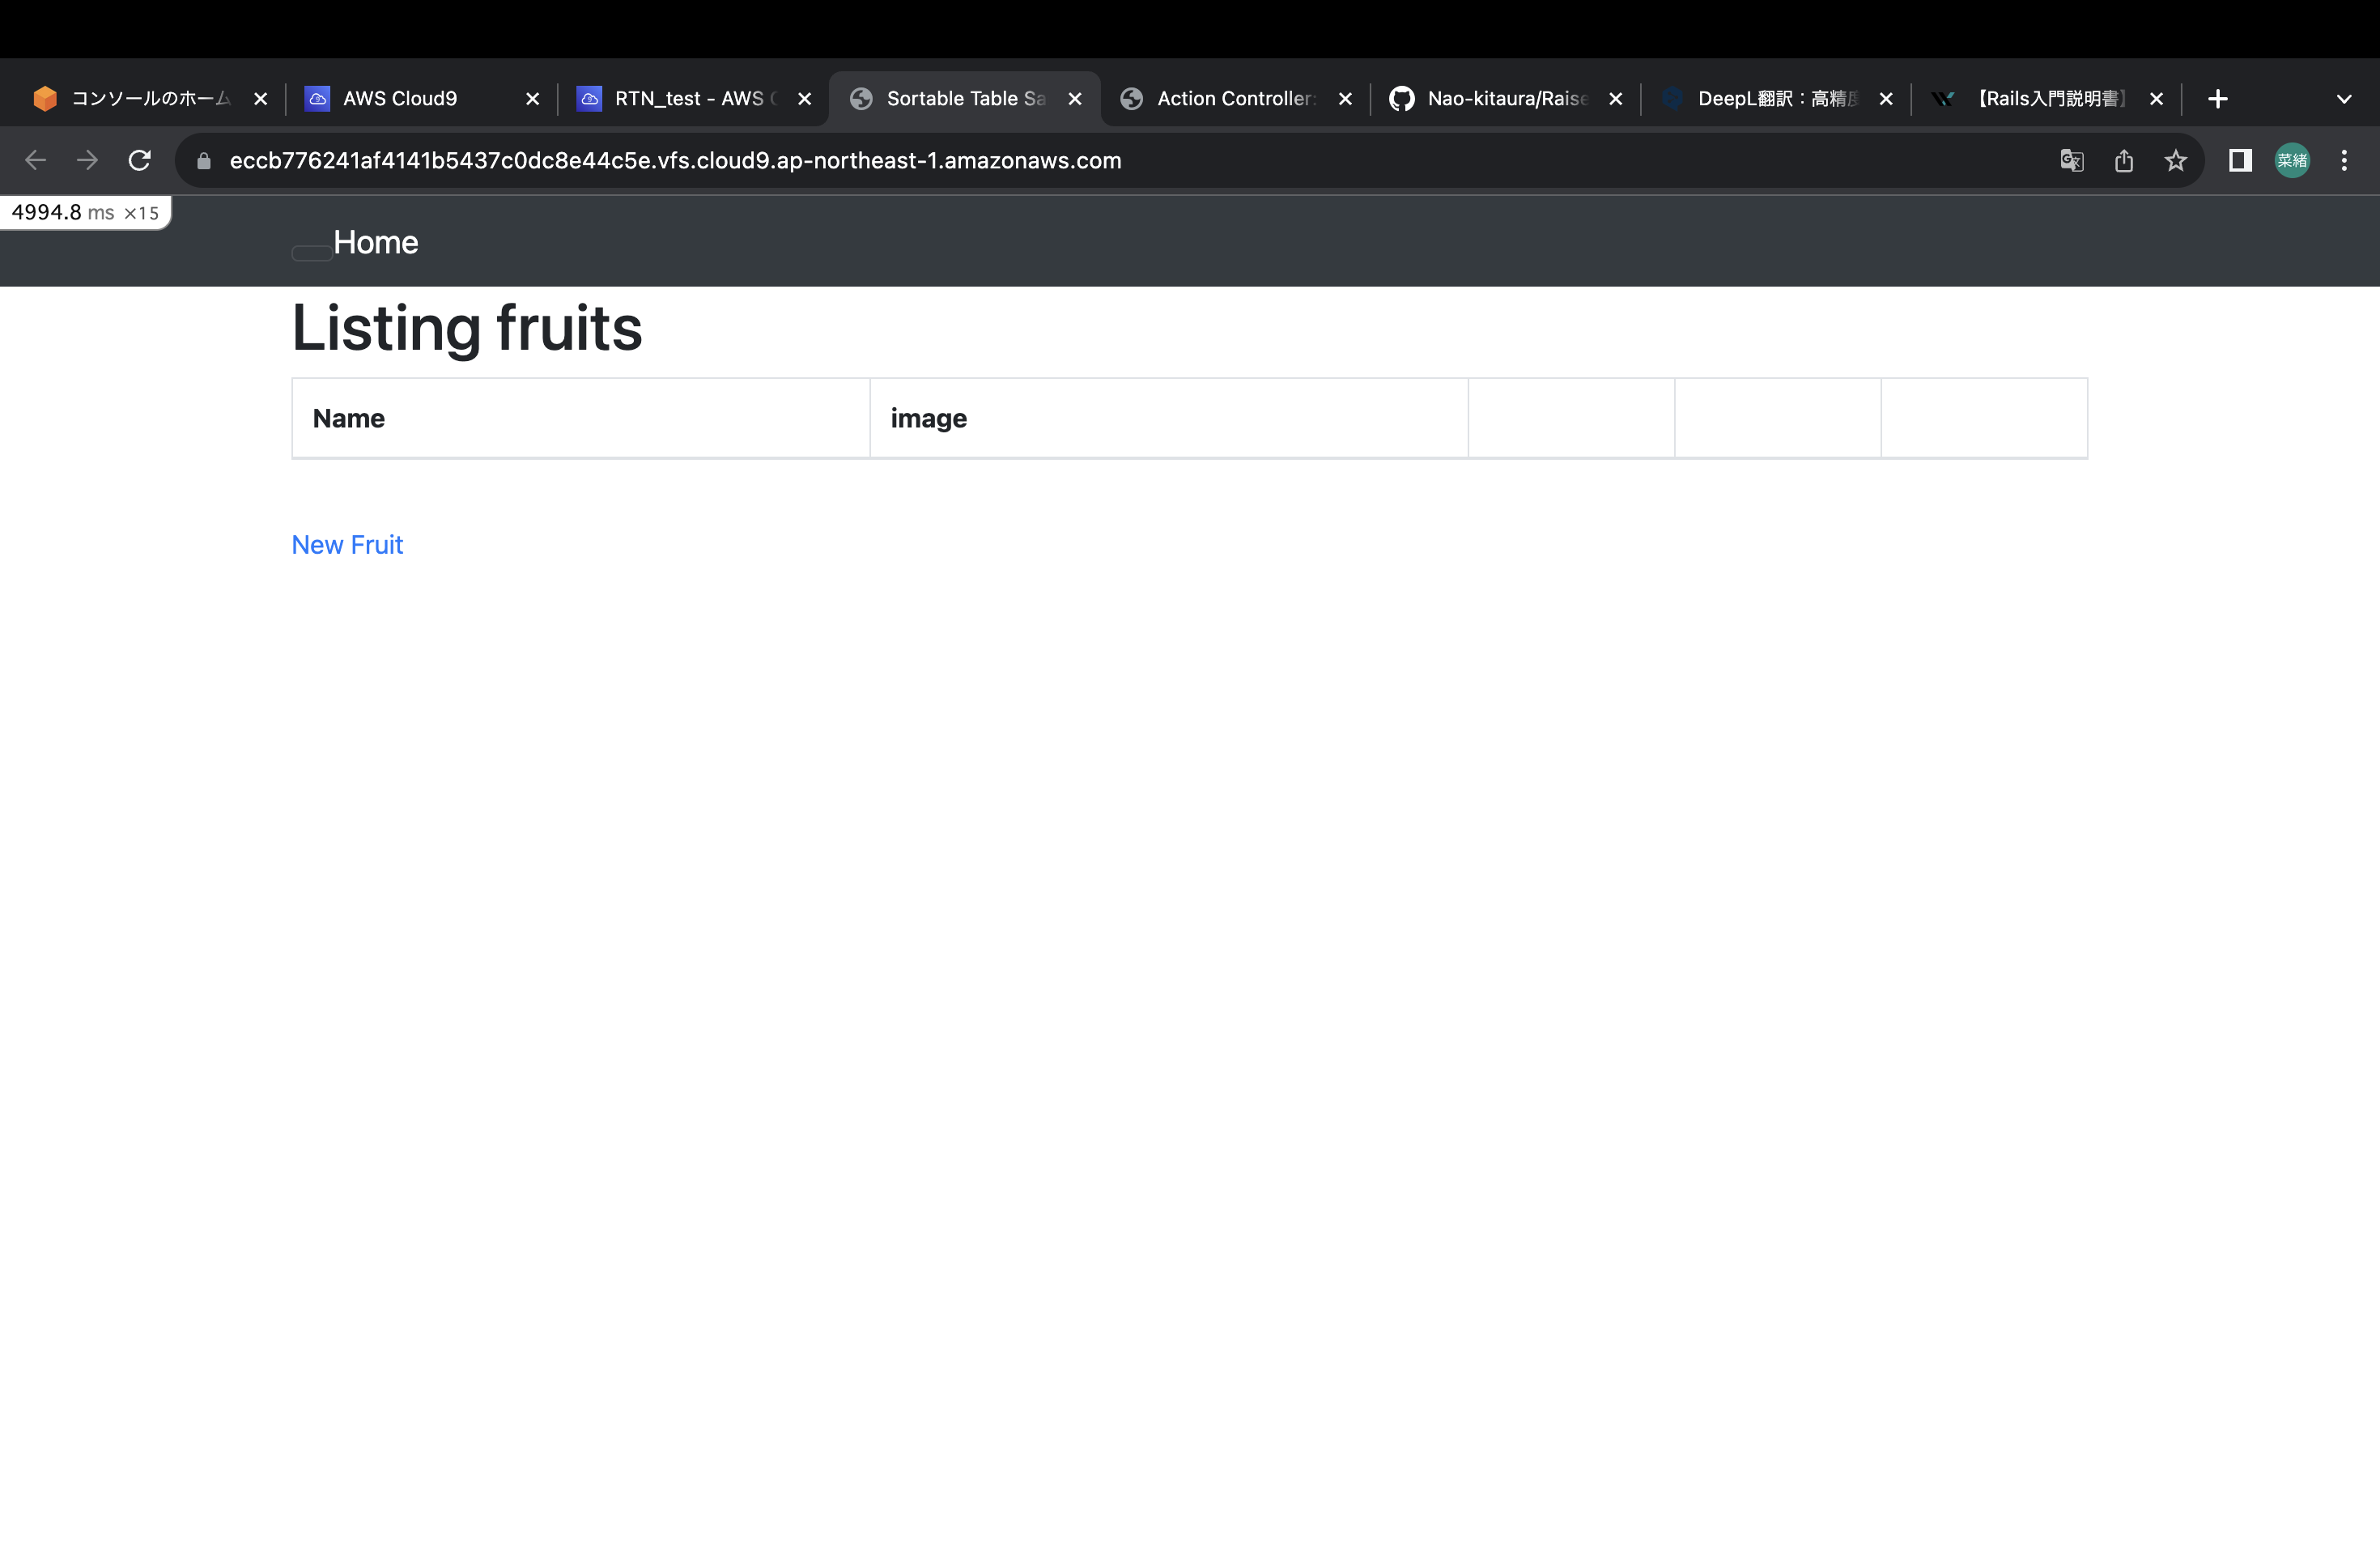 コンソールのホーム
AWS Cloud9
RTN_test - AWS C
Sortable Table Sa
Action Controller:
Nao-kitaura/Raise
DeepL翻訳：高精度
【Rails入門説明書】
eccb776241af4141b5437c0dc8e44c5e.vfs.cloud9.ap-northeast-1.amazonaws.com
菜緒
4994.8 ms ×15
Home
Listing fruits
Name
image
New Fruit